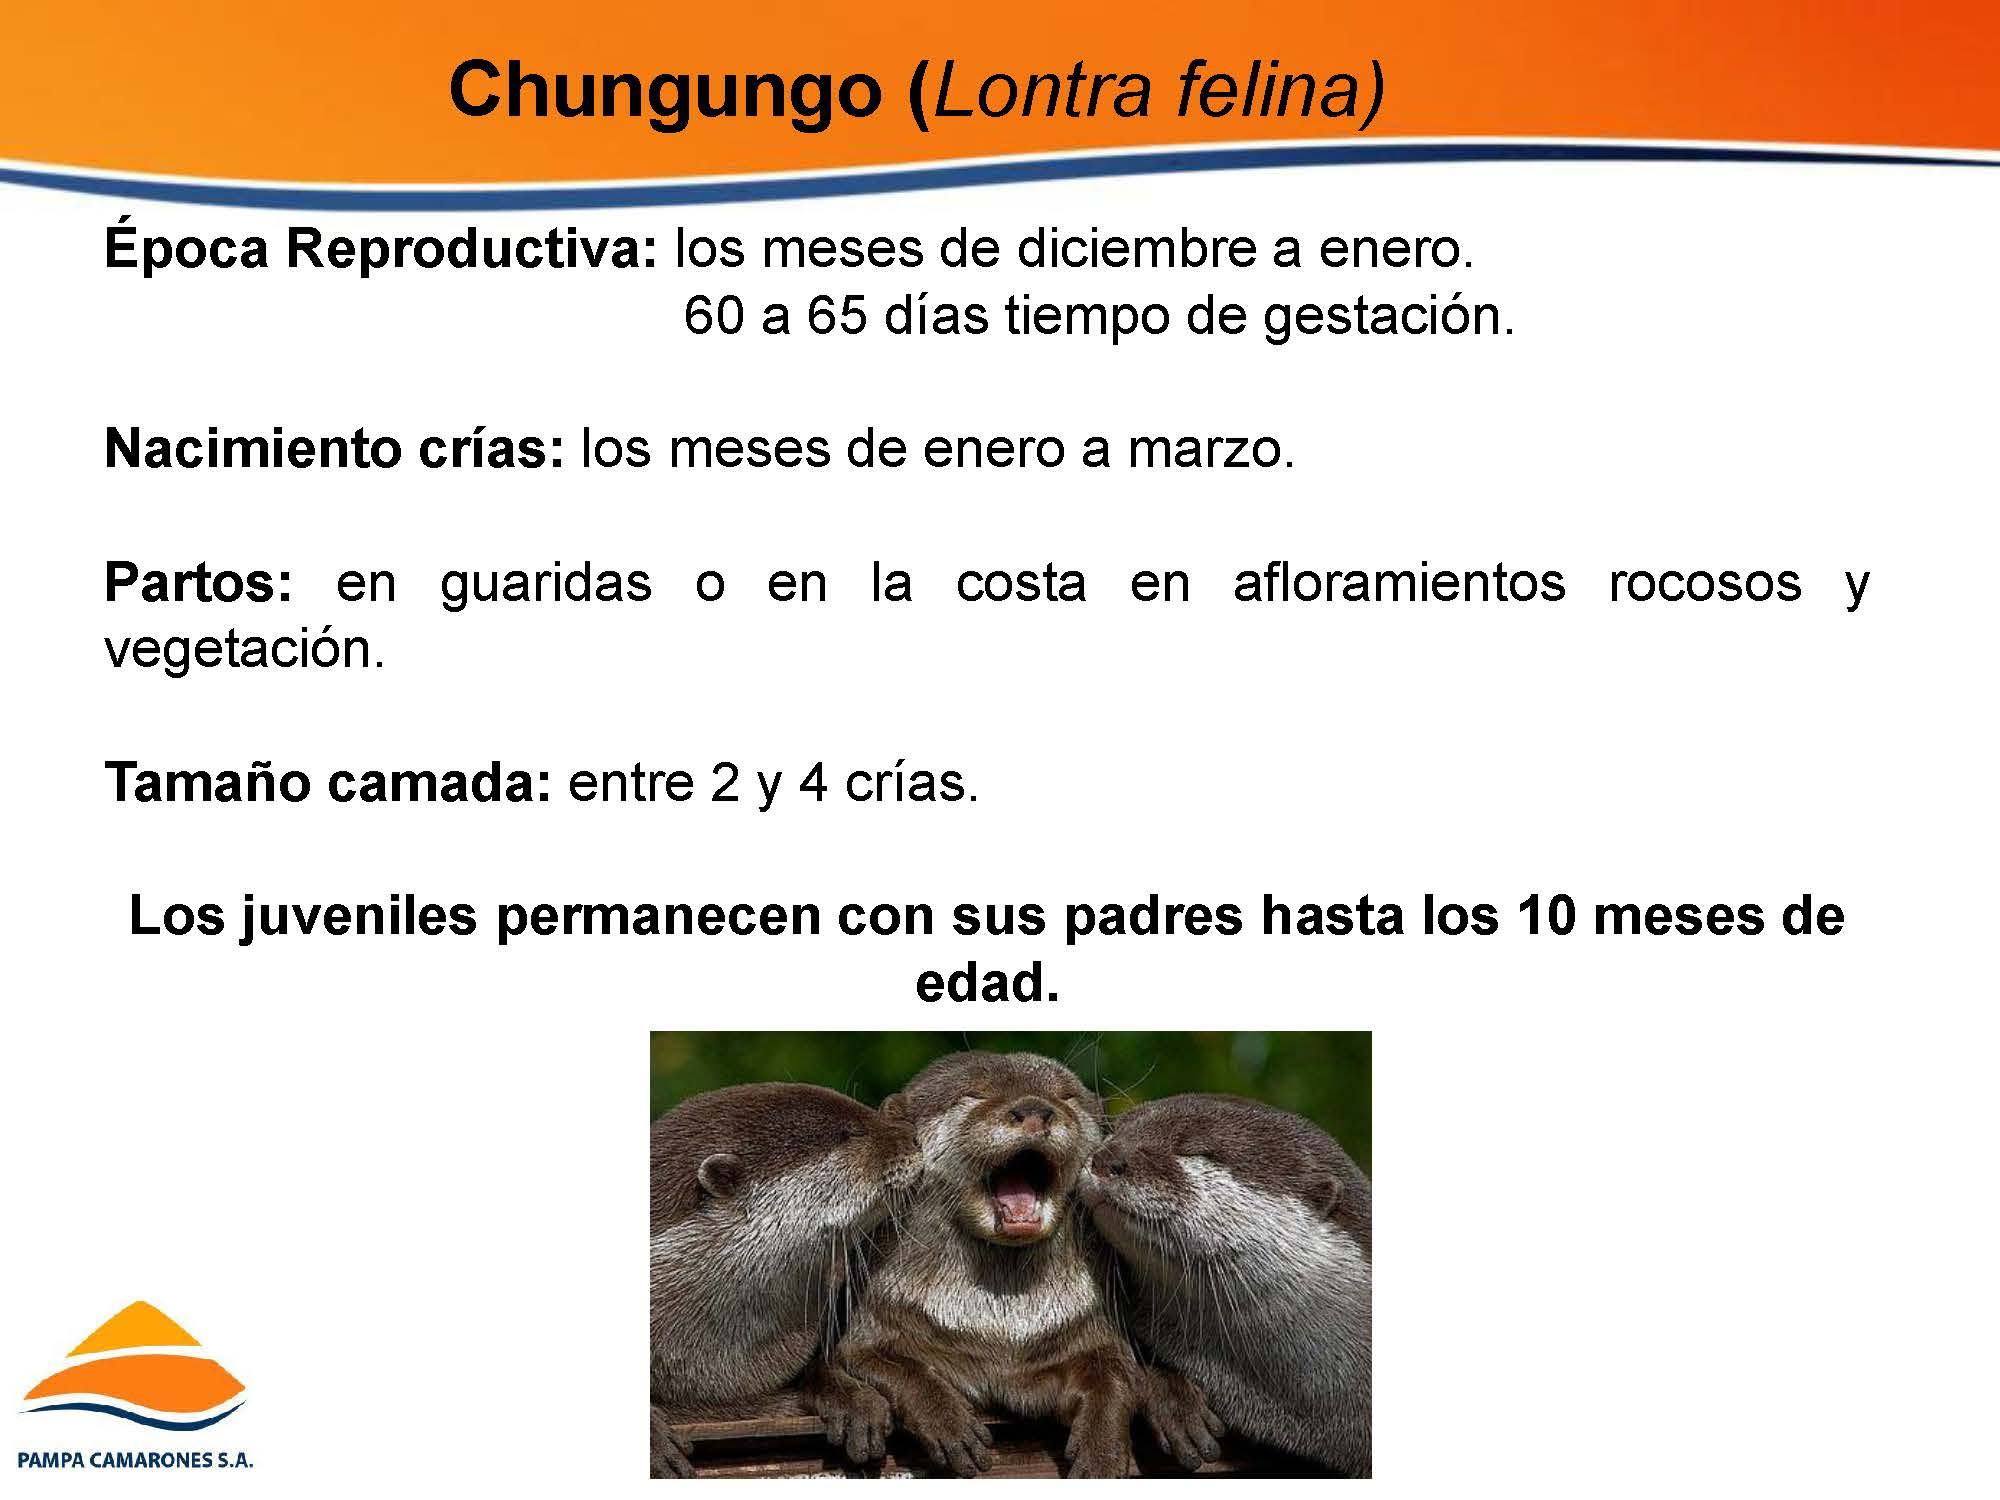 Chungungo (Lontra felina)
Época Reproductiva: los meses de diciembre a enero.
60 a 65 días tiempo de gestación.
Nacimiento crías: los meses de enero a marzo.
Partos: en guaridas o en la costa en afloramientos rocosos y
vegetación.
Tamaño camada: entre 2 y 4 crías.
Los juveniles permanecen con sus padres hasta los 10 meses de
edad.
PAMPA CAMARONES S.A.